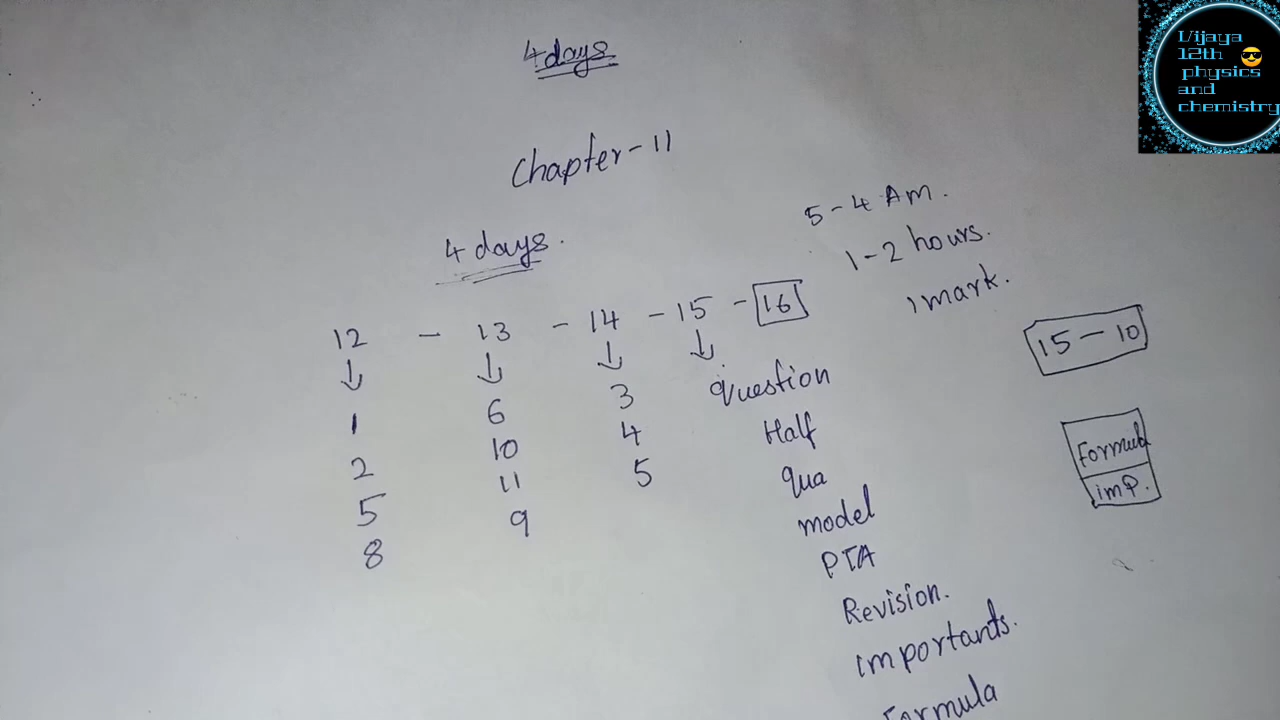 4 days
Chapter - 11
4 days.
12 - 13 - 14 - 15 - 16
1 6 3 Question
2 10 4 Half
5 11 5 Qua
8 9 model
PTA
Revision.
importants.
Formula
5 - 4 Am.
1 - 2 hours.
1 mark.
15 - 10
Formula
imp.
Vijaya
12th
physics
and
chemistry